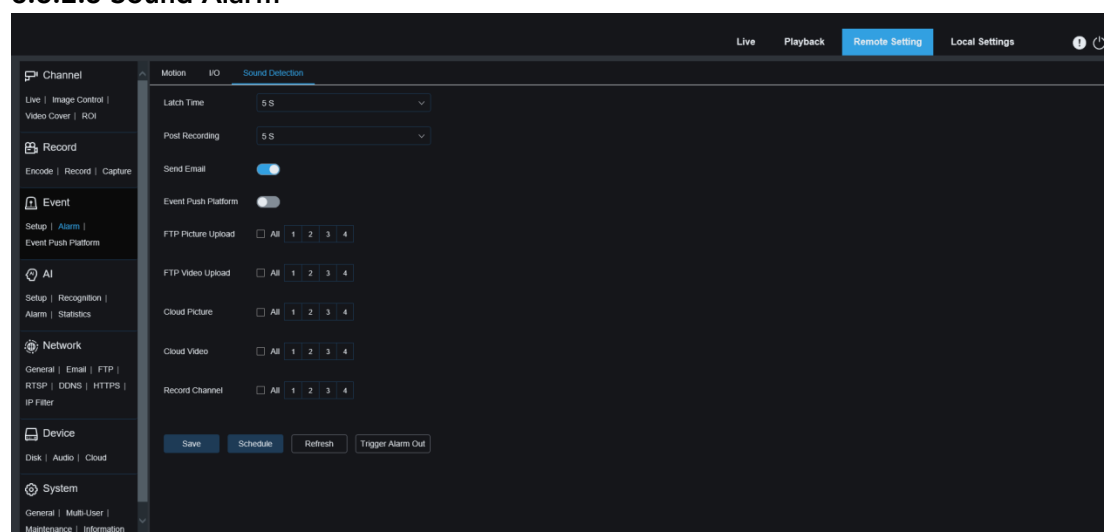 Live Playback Remote Setting Local Settings
Channel
Live | Image Control |
Video Cover | ROI
Record
Encode | Record | Capture
Event
Setup | Alarm |
Event Push Platform
AI
Setup | Recognition |
Alarm | Statistics
Network
General | Email | FTP |
RTSP | DDNS | HTTPS |
IP Filter
Device
Disk | Audio | Cloud
System
General | Multi-User |
Maintenance | Information
Motion I/O Sound Detection
Latch Time 5 S
Post Recording 5 S
Send Email
Event Push Platform
FTP Picture Upload All 1 2 3 4
FTP Video Upload All 1 2 3 4
Cloud Picture All 1 2 3 4
Cloud Video All 1 2 3 4
Record Channel All 1 2 3 4
Save Schedule Refresh Trigger Alarm Out